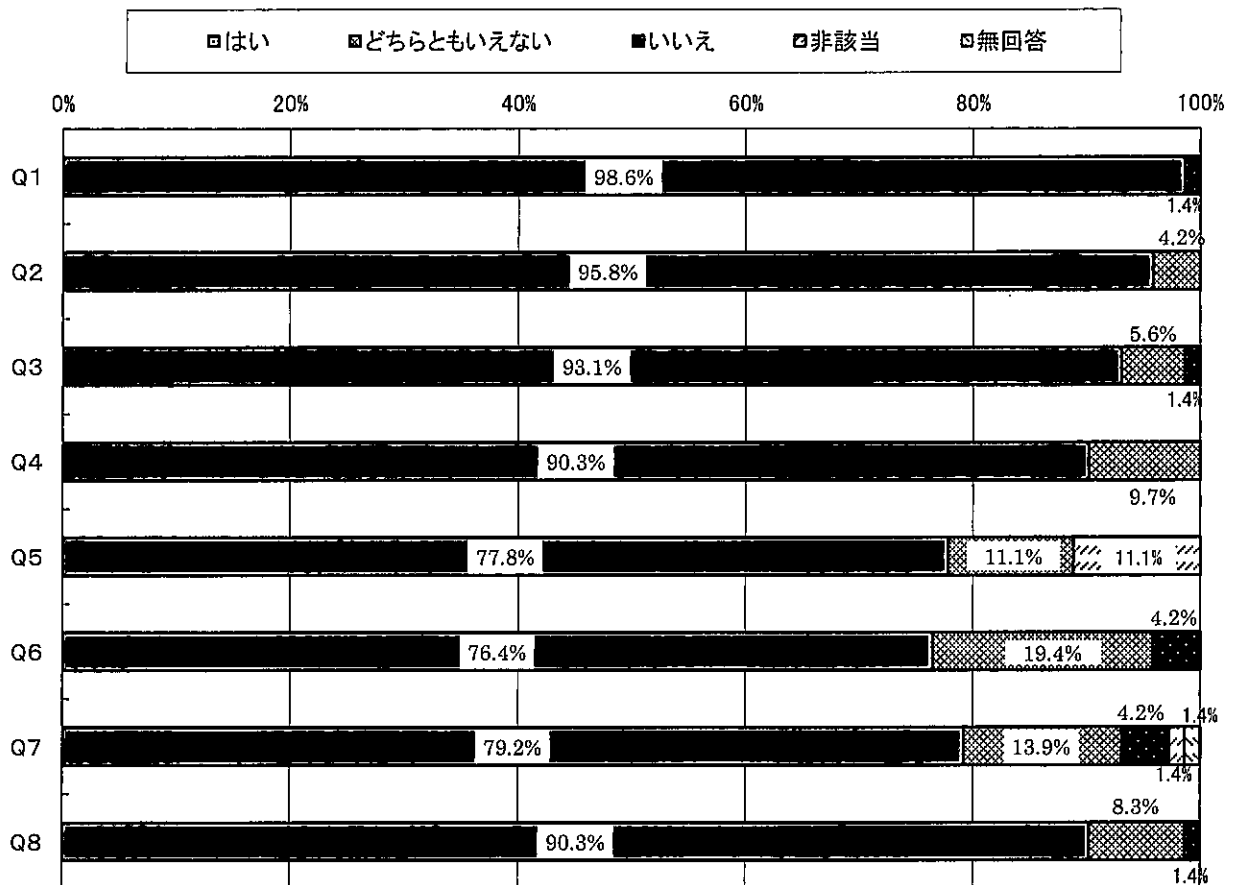 はい どちらともいえない いいえ 非該当 無回答
0% 20% 40% 60% 80% 100%
Q1 98.6%
1.4%
4.2%
Q2 95.8%
5.6%
Q3 93.1%
1.4%
Q4 90.3%
9.7%
Q5 77.8% 11.1% 11.1%
4.2%
Q6 76.4% 19.4%
4.2% 1.4%
Q7 79.2% 13.9%
1.4%
8.3%
Q8 90.3%
1.4%